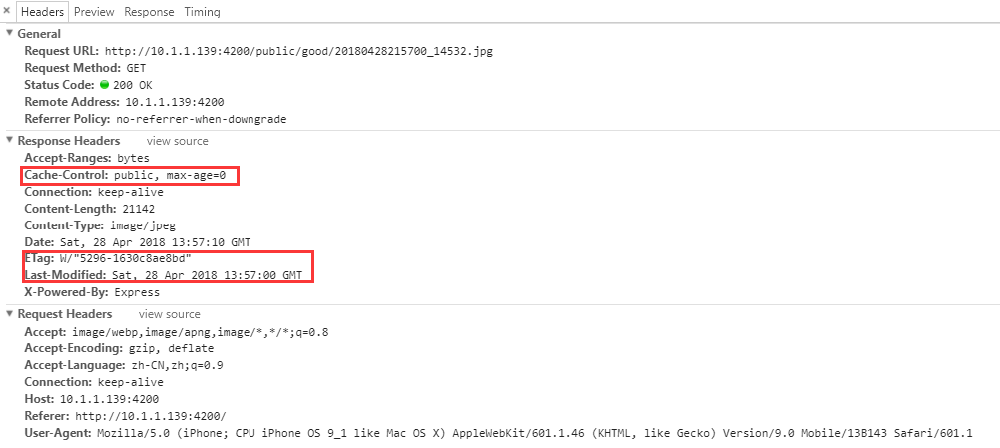 × Headers Preview Response Timing
▼ General
Request URL: http://10.1.1.139:4200/public/good/20180428215700_14532.jpg
Request Method: GET
Status Code: 200 OK
Remote Address: 10.1.1.139:4200
Referrer Policy: no-referrer-when-downgrade
▼ Response Headers view source
Accept-Ranges: bytes
Cache-Control: public, max-age=0
Connection: keep-alive
Content-Length: 21142
Content-Type: image/jpeg
Date: Sat, 28 Apr 2018 13:57:10 GMT
ETag: W/"5296-1630c8ae8bd"
Last-Modified: Sat, 28 Apr 2018 13:57:00 GMT
X-Powered-By: Express
▼ Request Headers view source
Accept: image/webp,image/apng,image/*,*/*;q=0.8
Accept-Encoding: gzip, deflate
Accept-Language: zh-CN,zh;q=0.9
Connection: keep-alive
Host: 10.1.1.139:4200
Referer: http://10.1.1.139:4200/
User-Agent: Mozilla/5.0 (iPhone; CPU iPhone OS 9_1 like Mac OS X) AppleWebKit/601.1.46 (KHTML, like Gecko) Version/9.0 Mobile/13B143 Safari/601.1